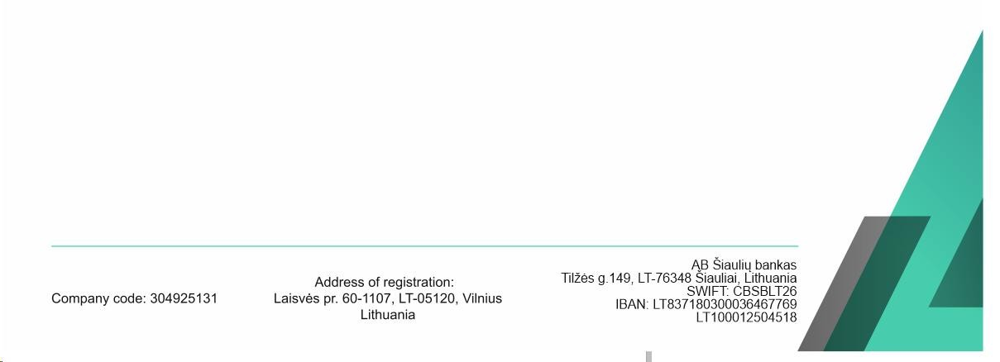 Company code: 304925131
Address of registration:
Laisvės pr. 60-1107, LT-05120, Vilnius
Lithuania
AB Šiaulių bankas
Tilžės g.149, LT-76348 Šiauliai, Lithuania
SWIFT: CBSBLT26
IBAN: LT837180300036467769
LT100012504518